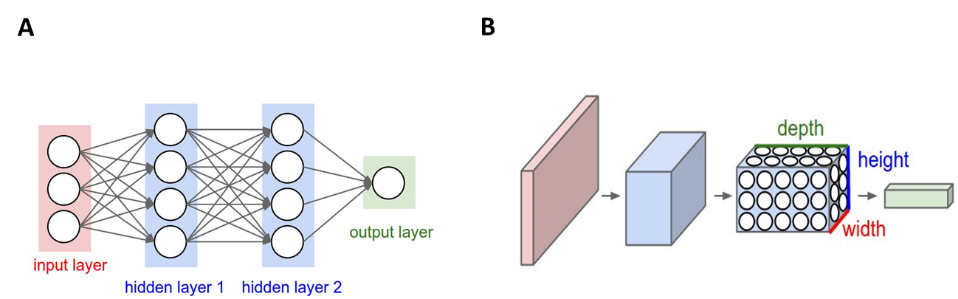 A
B
input layer
hidden layer 1
hidden layer 2
output layer
depth
height
width